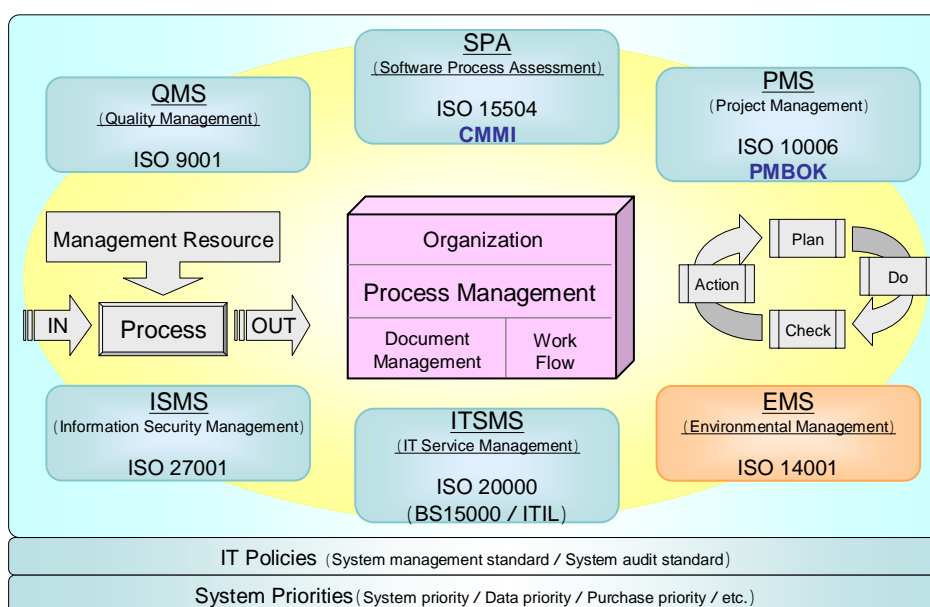 SPA
(Software Process Assessment)
ISO 15504
CMMI
QMS
(Quality Management)
ISO 9001
PMS
(Project Management)
ISO 10006
PMBOK
Management Resource
IN
Process
OUT
Organization
Process Management
Document
Management
Work
Flow
Plan
Do
Check
Action
ISMS
(Information Security Management)
ISO 27001
ITSMS
(IT Service Management)
ISO 20000
(BS15000 / ITIL)
EMS
(Environmental Management)
ISO 14001
IT Policies (System management standard / System audit standard)
System Priorities(System priority / Data priority / Purchase priority / etc.)